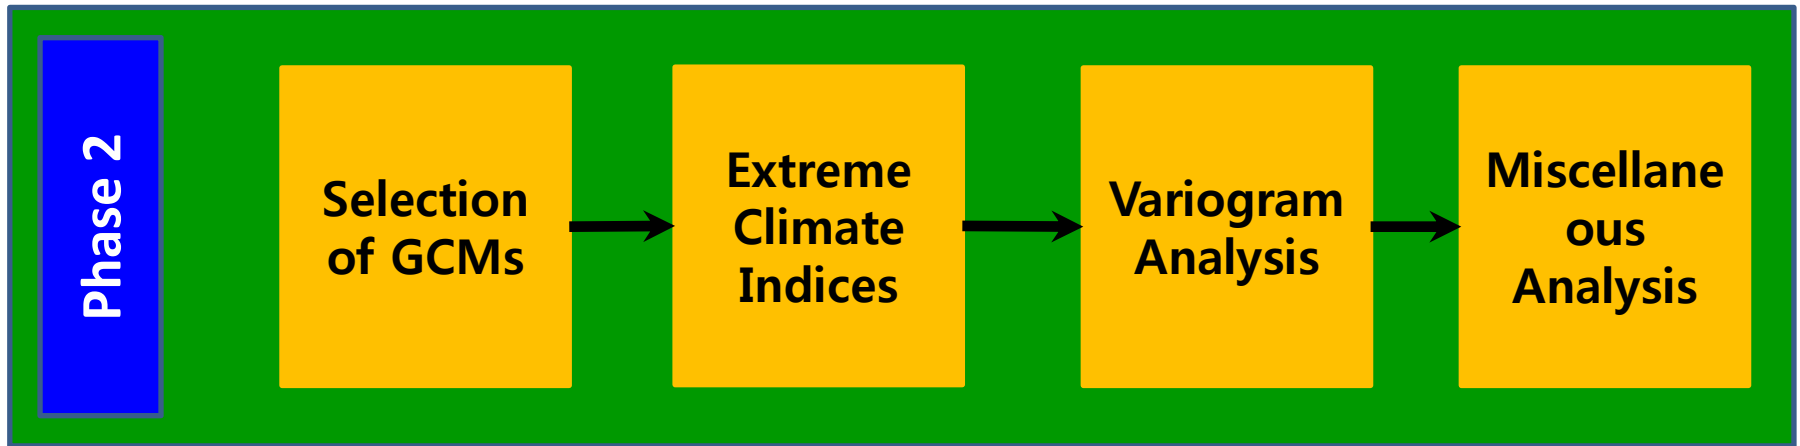 Phase 2
Selection
of GCMs
Extreme
Climate
Indices
Variogram
Analysis
Miscellane
ous
Analysis